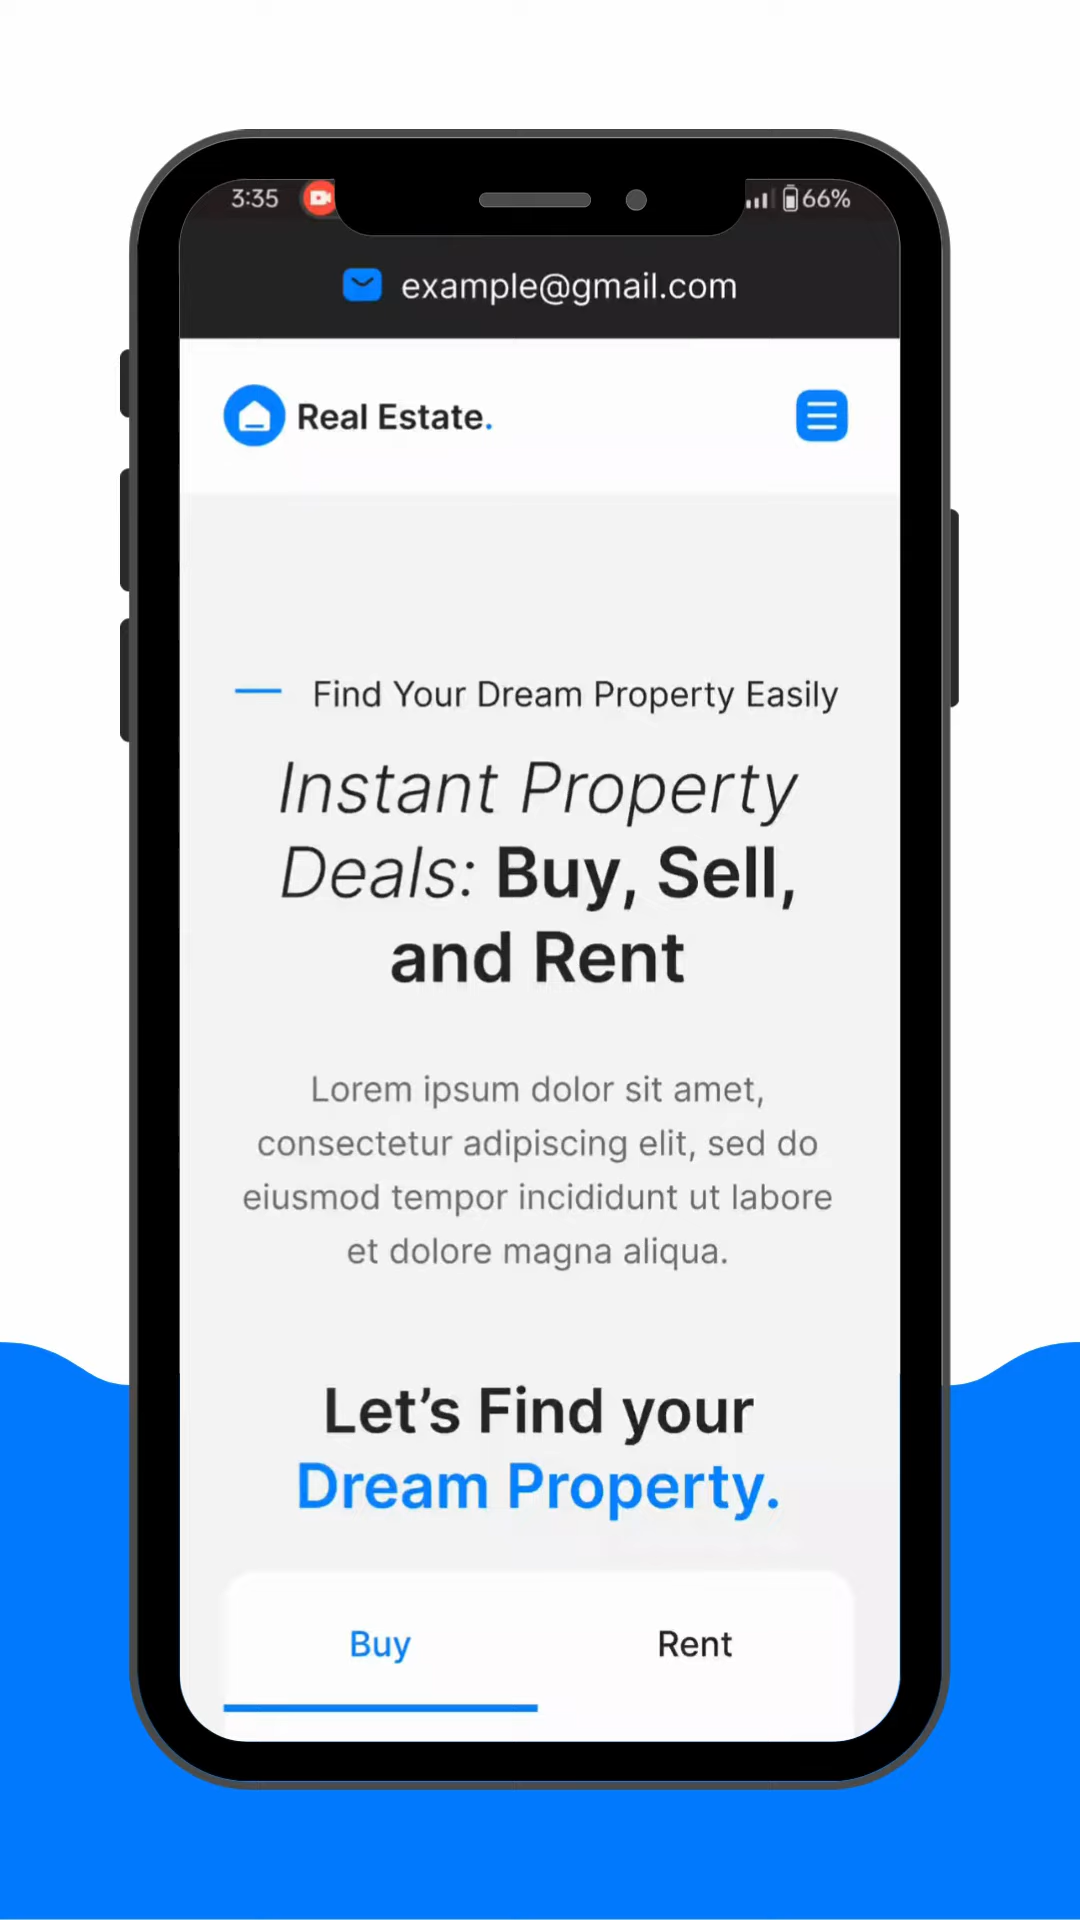 3:35
66%
example@gmail.com
Real Estate.
Find Your Dream Property Easily
Instant Property
Deals: Buy, Sell,
and Rent
Lorem ipsum dolor sit amet,
consectetur adipiscing elit, sed do
eiusmod tempor incididunt ut labore
et dolore magna aliqua.
Let’s Find your
Dream Property.
Buy
Rent